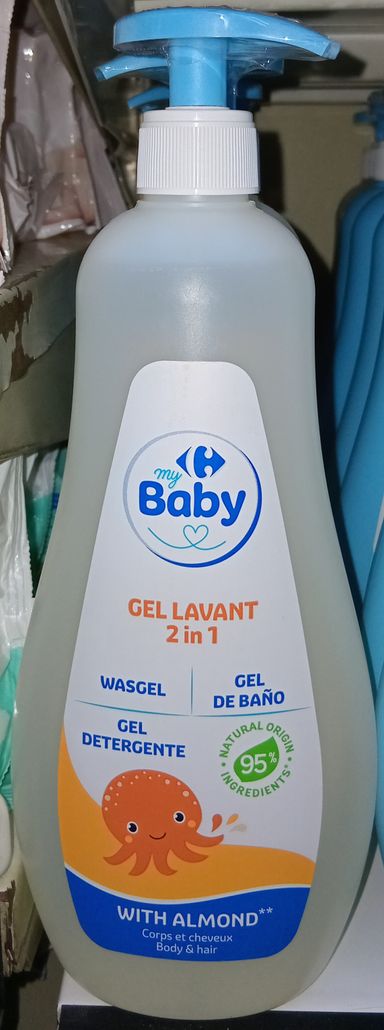 my
Baby
GEL LAVANT
2 in 1
WASGEL
GEL
DE BAÑO
GEL
DETERGENTE
NATURAL ORIGIN
95%
INGREDIENTS*
WITH ALMOND**
Corps et cheveux
Body & hair